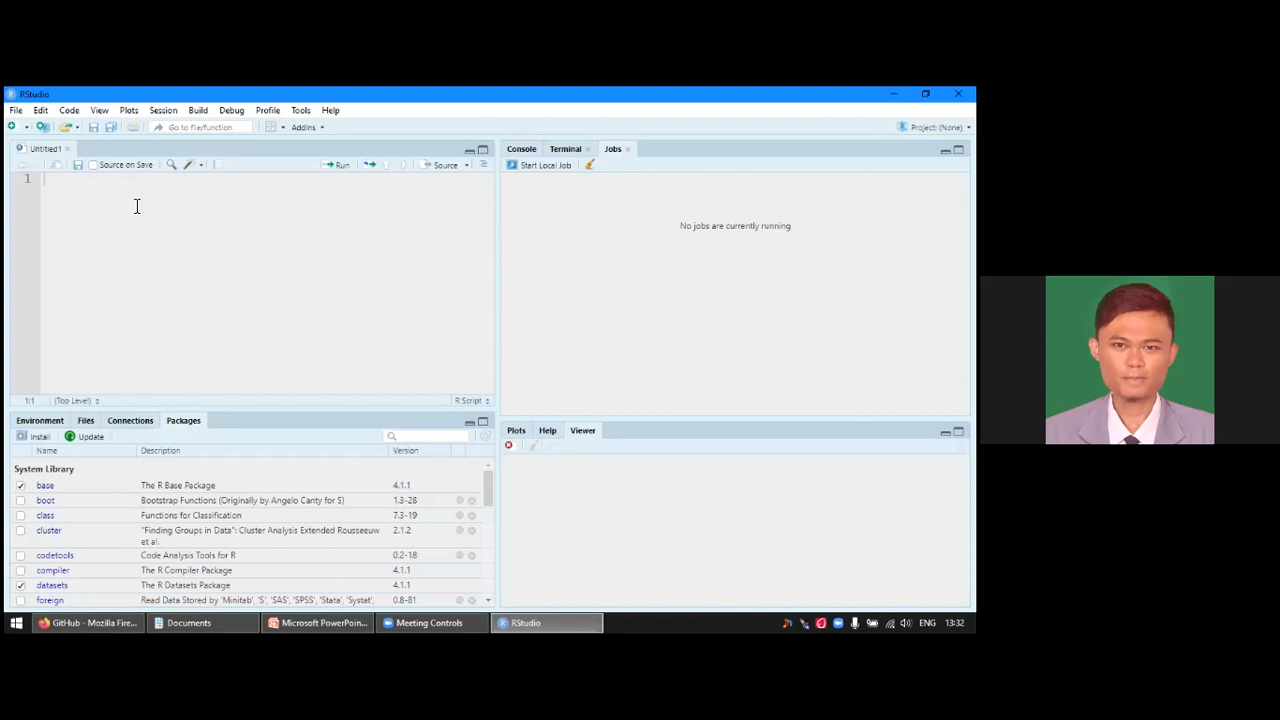 RStudio
File Edit Code View Plots Session Build Debug Profile Tools Help
Go to file/function Addins Project: (None)
Untitled1
Source on Save Run Source
1
1:1 (Top Level) R Script
Console Terminal Jobs
Start Local Job
No jobs are currently running
Environment Files Connections Packages
Install Update
Name Description Version
System Library
base The R Base Package 4.1.1
boot Bootstrap Functions (Originally by Angelo Canty for S) 1.3-28
class Functions for Classification 7.3-19
cluster "Finding Groups in Data": Cluster Analysis Extended Rousseeuw 2.1.2
et al.
codetools Code Analysis Tools for R 0.2-18
compiler The R Compiler Package 4.1.1
datasets The R Datasets Package 4.1.1
foreign Read Data Stored by 'Minitab', 'S', 'SAS', 'SPSS', 'Stata', 'Systat', 0.8-81
Plots Help Viewer
GitHub - Mozilla Fire... Documents Microsoft PowerPoin... Meeting Controls RStudio ENG 13:32